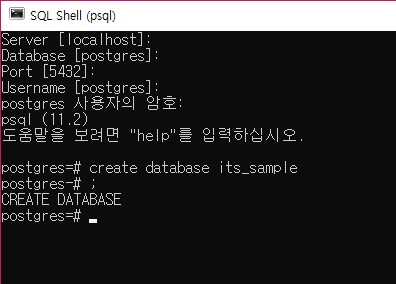 SQL Shell (psql)
Server [localhost]:
Database [postgres]:
Port [5432]:
Username [postgres]:
postgres 사용자의 암호:
psql (11.2)
도움말을 보려면 "help"를 입력하십시오.
postgres=# create database its_sample
postgres-# ;
CREATE DATABASE
postgres=#